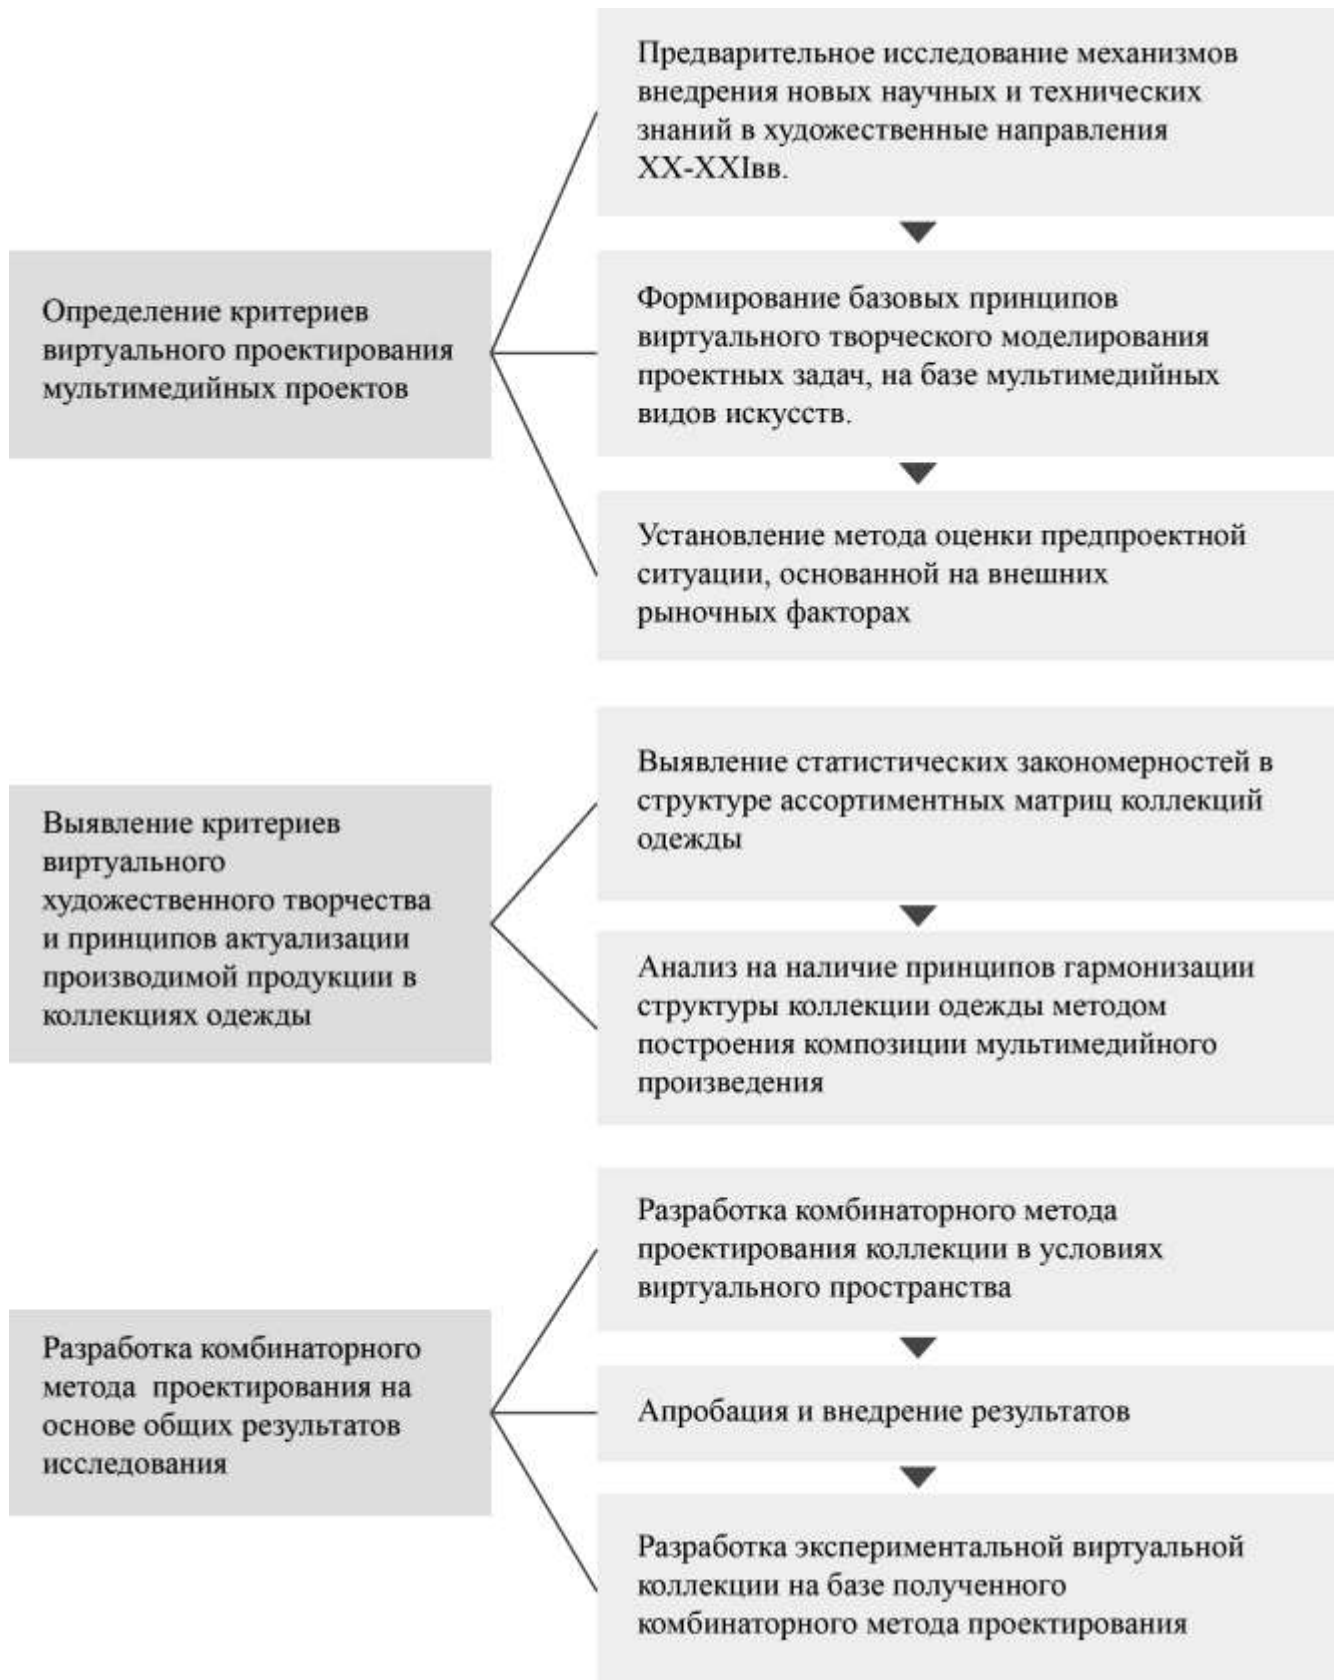 Предварительное исследование механизмов
внедрения новых научных и технических
знаний в художественные направления
XX-XXIвв.
Определение критериев
виртуального проектирования
мультимедийных проектов
Формирование базовых принципов
виртуального творческого моделирования
проектных задач, на базе мультимедийных
видов искусств.
Установление метода оценки предпроектной
ситуации, основанной на внешних
рыночных факторах
Выявление критериев
виртуального
художественного творчества
и принципов актуализации
производимой продукции в
коллекциях одежды
Выявление статистических закономерностей в
структуре ассортиментных матриц коллекций
одежды
Анализ на наличие принципов гармонизации
структуры коллекции одежды методом
построения композиции мультимедийного
произведения
Разработка комбинаторного
метода проектирования на
основе общих результатов
исследования
Разработка комбинаторного метода
проектирования коллекции в условиях
виртуального пространства
Апробация и внедрение результатов
Разработка экспериментальной виртуальной
коллекции на базе полученного
комбинаторного метода проектирования